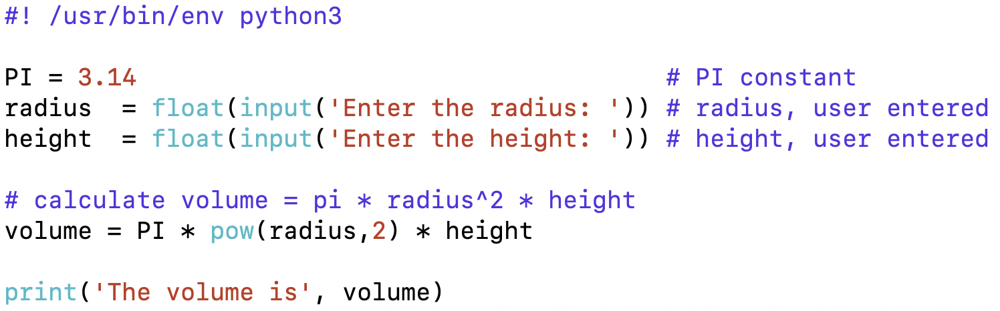 #! /usr/bin/env python3
PI = 3.14                                    # PI constant
radius  = float(input('Enter the radius: ')) # radius, user entered
height  = float(input('Enter the height: ')) # height, user entered
# calculate volume = pi * radius^2 * height
volume = PI * pow(radius,2) * height
print('The volume is', volume)